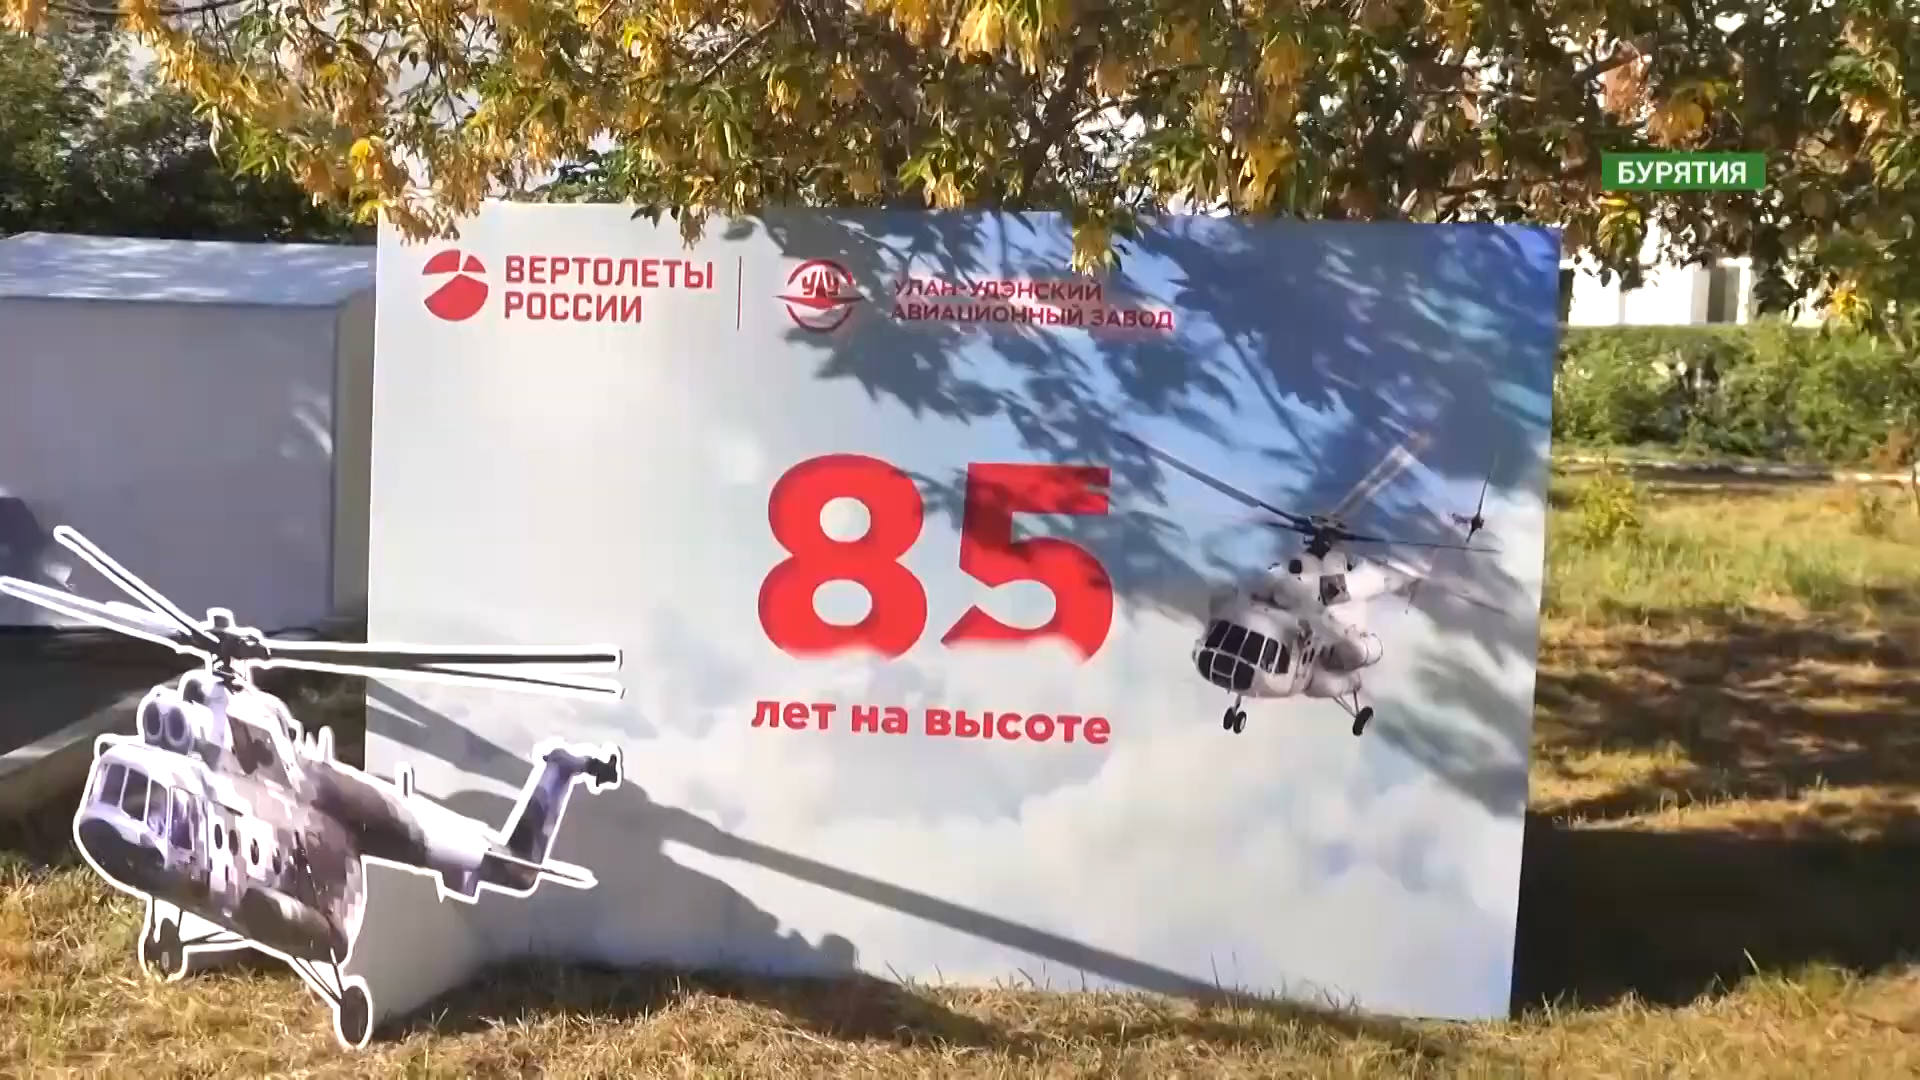 БУРЯТИЯ
ВЕРТОЛЕТЫ
РОССИИ
УЛАН-УДЭНСКИЙ
АВИАЦИОННЫЙ ЗАВОД
85
лет на высоте